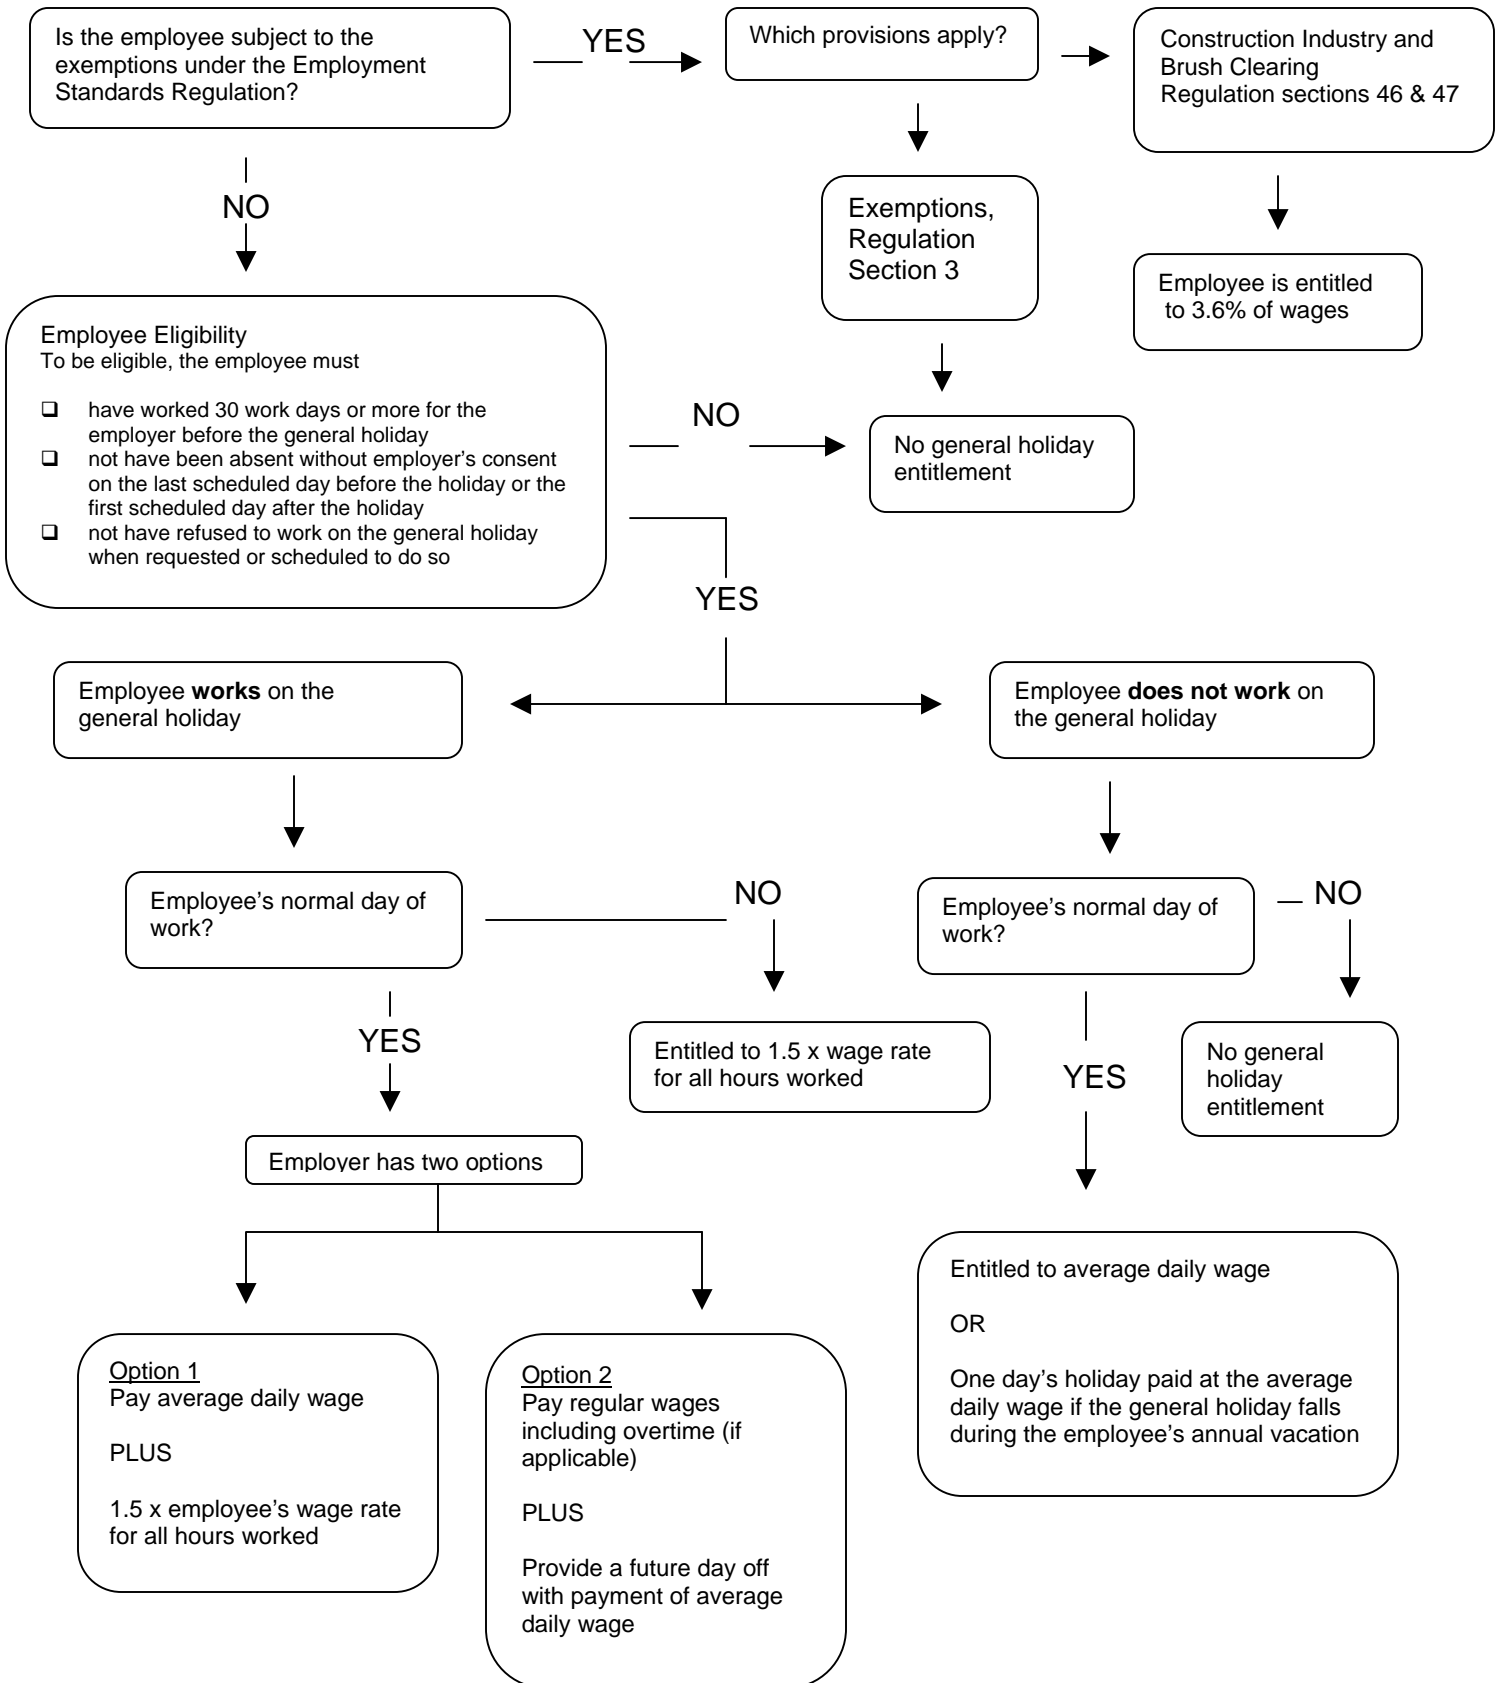 Is the employee subject to the
exemptions under the Employment
Standards Regulation?
YES
Which provisions apply?
Construction Industry and
Brush Clearing
Regulation sections 46 & 47
NO
Exemptions,
Regulation
Section 3
Employee is entitled
to 3.6% of wages
Employee Eligibility
To be eligible, the employee must
❑ have worked 30 work days or more for the
employer before the general holiday
❑ not have been absent without employer’s consent
on the last scheduled day before the holiday or the
first scheduled day after the holiday
❑ not have refused to work on the general holiday
when requested or scheduled to do so
NO
No general holiday
entitlement
YES
Employee works on the
general holiday
Employee does not work on
the general holiday
Employee’s normal day of
work?
NO
Employee’s normal day of
work?
NO
YES
Entitled to 1.5 x wage rate
for all hours worked
YES
No general
holiday
entitlement
Employer has two options
Option 1
Pay average daily wage
PLUS
1.5 x employee’s wage rate
for all hours worked
Option 2
Pay regular wages
including overtime (if
applicable)
PLUS
Provide a future day off
with payment of average
daily wage
Entitled to average daily wage
OR
One day’s holiday paid at the average
daily wage if the general holiday falls
during the employee’s annual vacation